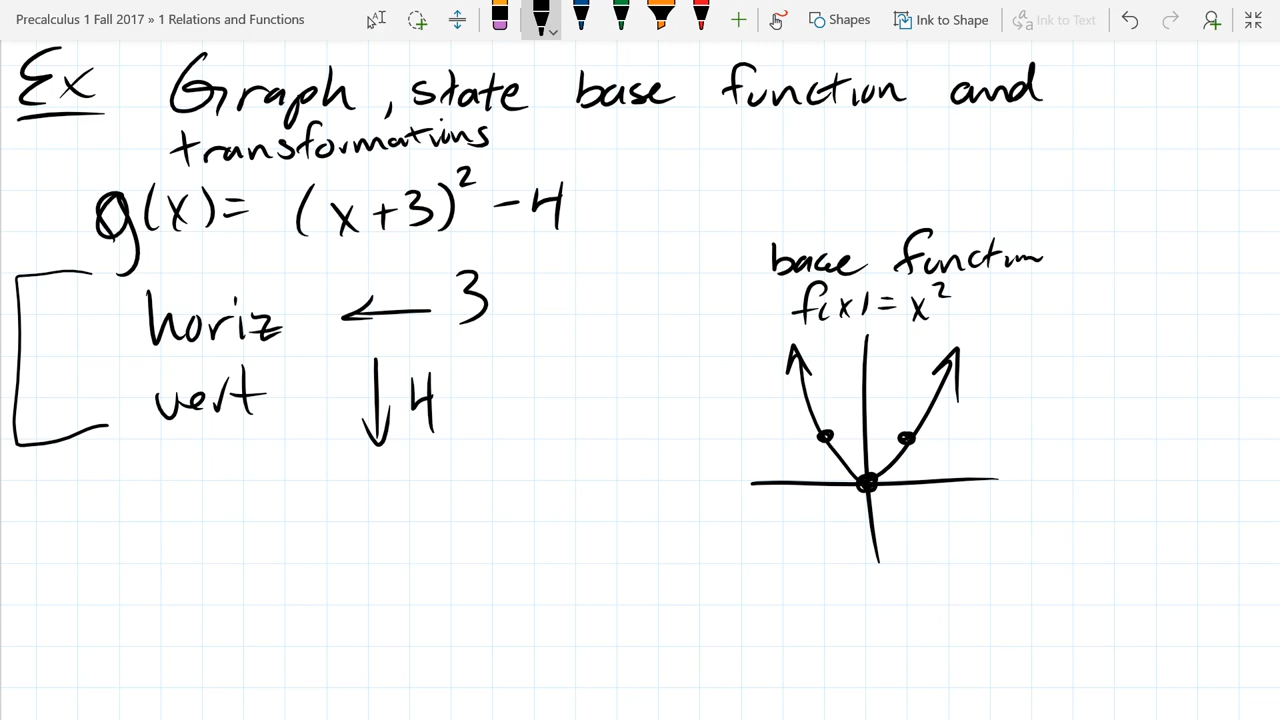 Precalculus 1 Fall 2017 » 1 Relations and Functions
Shapes
Ink to Shape
Ink to Text
Ex Graph, state base function and
transformations
g(x) = (x+3)² - 4
horiz ← 3
vert ↓ 4
base function
f(x) = x²